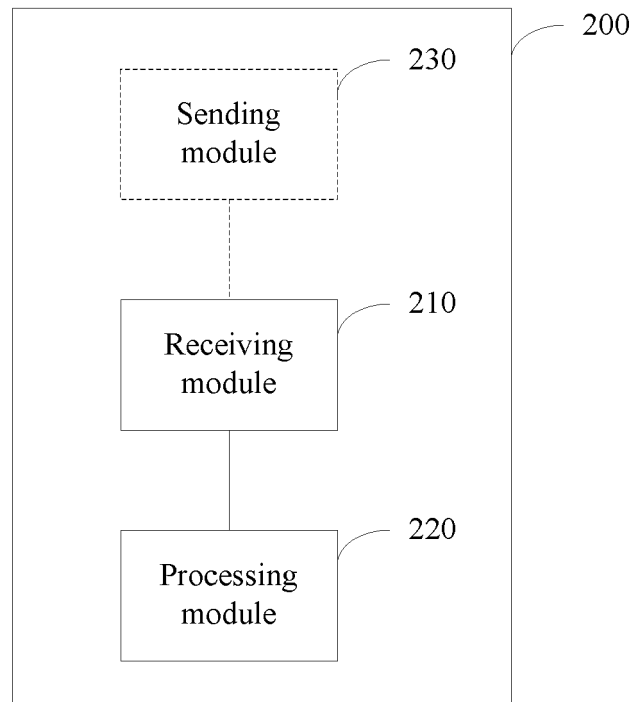 200
230
Sending
module
210
Receiving
module
220
Processing
module